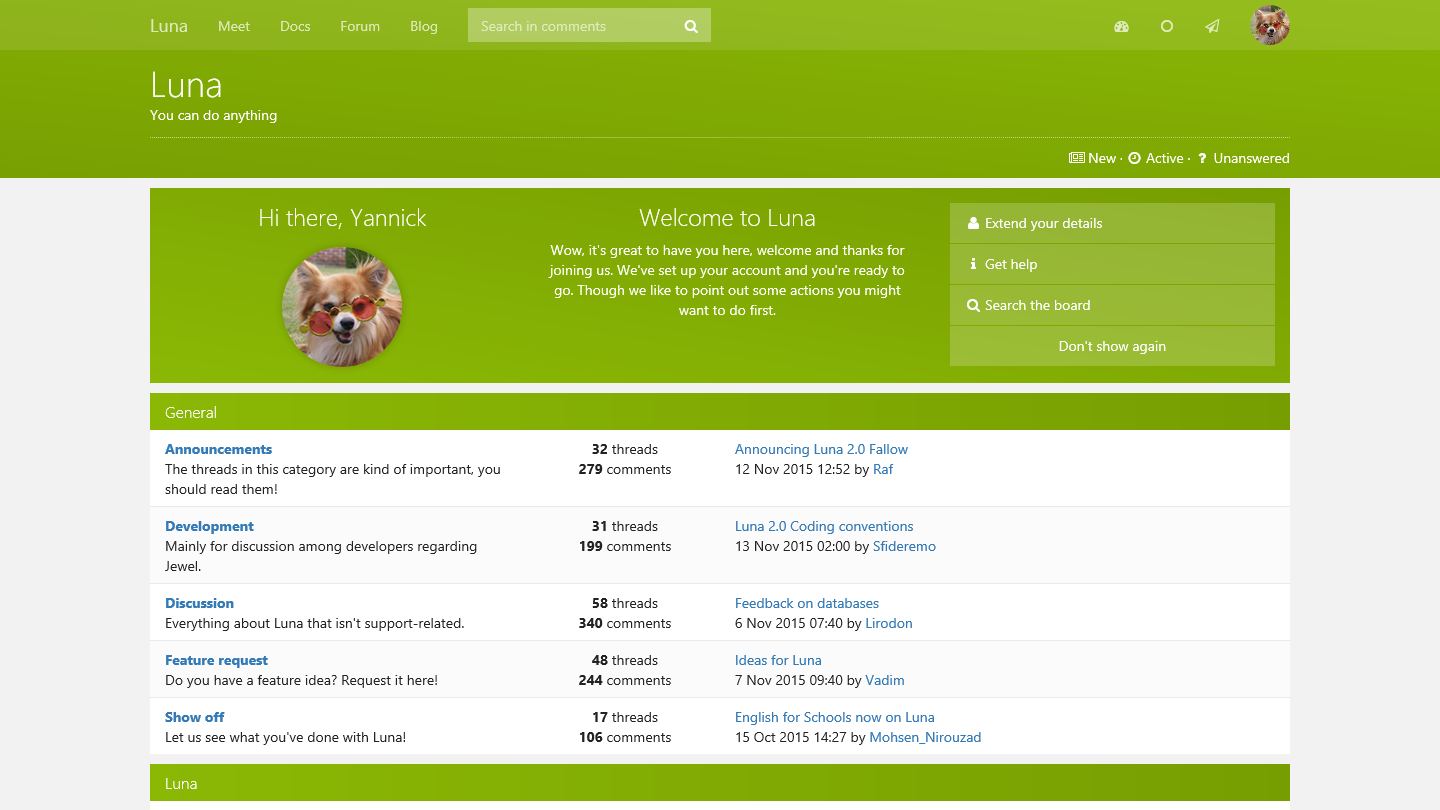 Luna Meet Docs Forum Blog Search in comments
Luna
You can do anything
New · Active · ? Unanswered
Hi there, Yannick
Welcome to Luna
Wow, it's great to have you here, welcome and thanks for
joining us. We've set up your account and you're ready to
go. Though we like to point out some actions you might
want to do first.
Extend your details
Get help
Search the board
Don't show again
General
Announcements
The threads in this category are kind of important, you
should read them!
32 threads
279 comments
Announcing Luna 2.0 Fallow
12 Nov 2015 12:52 by Raf
Development
Mainly for discussion among developers regarding
Jewel.
31 threads
199 comments
Luna 2.0 Coding conventions
13 Nov 2015 02:00 by Sfideremo
Discussion
Everything about Luna that isn't support-related.
58 threads
340 comments
Feedback on databases
6 Nov 2015 07:40 by Lirodon
Feature request
Do you have a feature idea? Request it here!
48 threads
244 comments
Ideas for Luna
7 Nov 2015 09:40 by Vadim
Show off
Let us see what you've done with Luna!
17 threads
106 comments
English for Schools now on Luna
15 Oct 2015 14:27 by Mohsen_Nirouzad
Luna